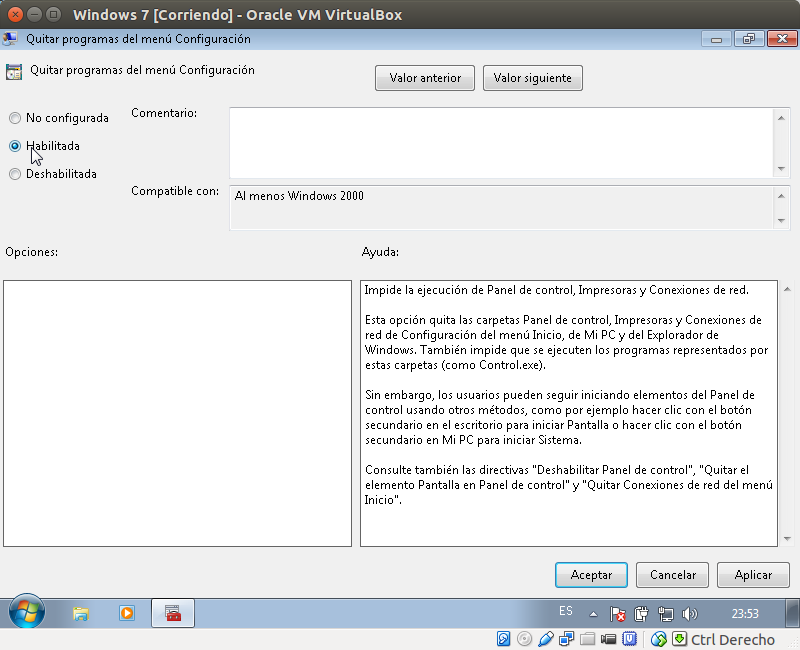 Windows 7 [Corriendo] - Oracle VM VirtualBox
Quitar programas del menú Configuración
Quitar programas del menú Configuración
Valor anterior
Valor siguiente
No configurada
Habilitada
Deshabilitada
Comentario:
Compatible con:
Al menos Windows 2000
Opciones:
Ayuda:
Impide la ejecución de Panel de control, Impresoras y Conexiones de red.
Esta opción quita las carpetas Panel de control, Impresoras y Conexiones
de red de Configuración del menú Inicio, de Mi PC y del Explorador de
Windows. También impide que se ejecuten los programas representados por
estas carpetas (como Control.exe).
Sin embargo, los usuarios pueden seguir iniciando elementos del Panel de
control usando otros métodos, como por ejemplo hacer clic con el botón
secundario en el escritorio para iniciar Pantalla o hacer clic con el botón
secundario en Mi PC para iniciar Sistema.
Consulte también las directivas "Deshabilitar Panel de control", "Quitar el
elemento Pantalla en Panel de control" y "Quitar Conexiones de red del menú
Inicio".
Aceptar
Cancelar
Aplicar
ES
23:53
Ctrl Derecho